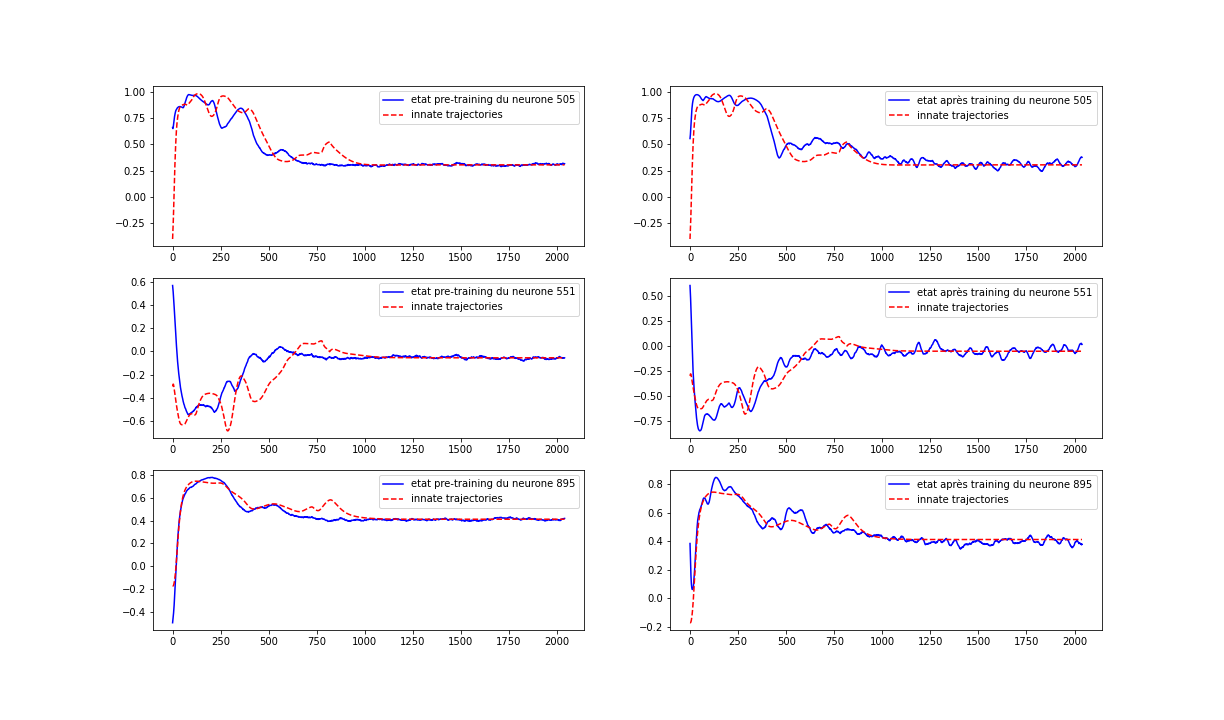 etat pre-training du neurone 505
innate trajectories
1.00
0.75
0.50
0.25
0.00
−0.25
0 250 500 750 1000 1250 1500 1750 2000
etat après training du neurone 505
innate trajectories
1.00
0.75
0.50
0.25
0.00
−0.25
0 250 500 750 1000 1250 1500 1750 2000
etat pre-training du neurone 551
innate trajectories
0.6
0.4
0.2
0.0
−0.2
−0.4
−0.6
0 250 500 750 1000 1250 1500 1750 2000
etat après training du neurone 551
innate trajectories
0.50
0.25
0.00
−0.25
−0.50
−0.75
0 250 500 750 1000 1250 1500 1750 2000
etat pre-training du neurone 895
innate trajectories
0.8
0.6
0.4
0.2
0.0
−0.2
−0.4
0 250 500 750 1000 1250 1500 1750 2000
etat après training du neurone 895
innate trajectories
0.8
0.6
0.4
0.2
0.0
−0.2
0 250 500 750 1000 1250 1500 1750 2000